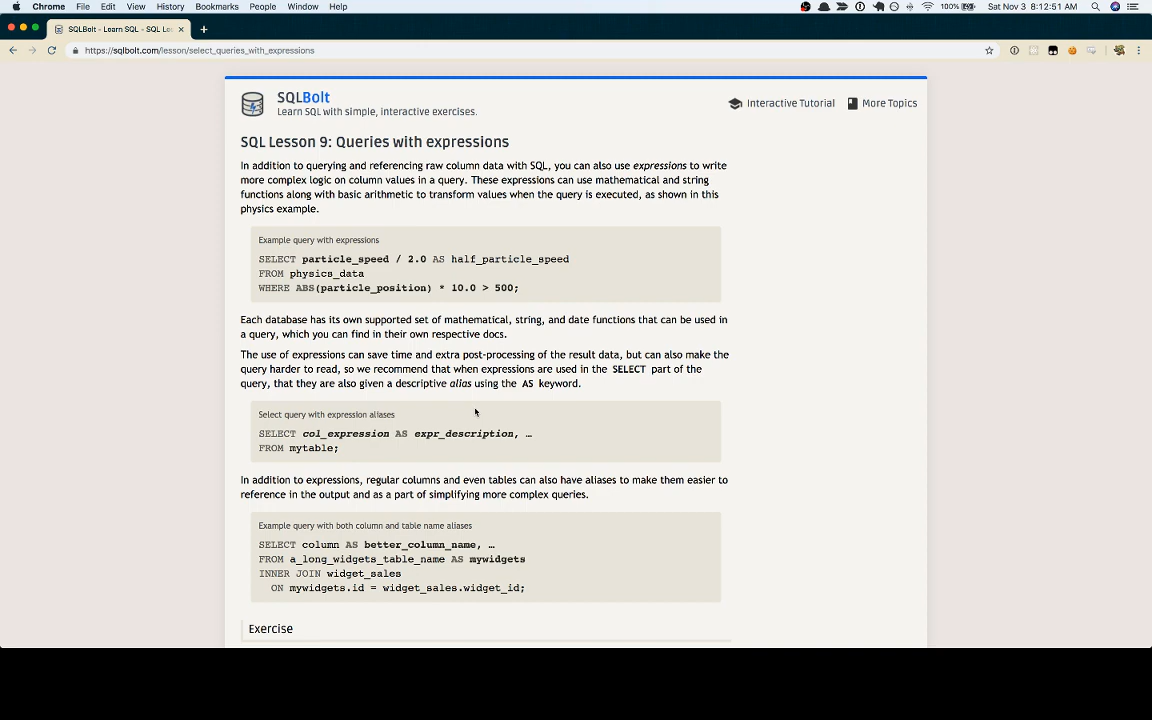 Chrome File Edit View History Bookmarks People Window Help 100% Sat Nov 3 8:12:51 AM
SQLBolt - Learn SQL - SQL Le
https://sqlbolt.com/lesson/select_queries_with_expressions
SQLBolt
Learn SQL with simple, interactive exercises.
Interactive Tutorial More Topics
SQL Lesson 9: Queries with expressions
In addition to querying and referencing raw column data with SQL, you can also use expressions to write
more complex logic on column values in a query. These expressions can use mathematical and string
functions along with basic arithmetic to transform values when the query is executed, as shown in this
physics example.
Example query with expressions
SELECT particle_speed / 2.0 AS half_particle_speed
FROM physics_data
WHERE ABS(particle_position) * 10.0 > 500;
Each database has its own supported set of mathematical, string, and date functions that can be used in
a query, which you can find in their own respective docs.
The use of expressions can save time and extra post-processing of the result data, but can also make the
query harder to read, so we recommend that when expressions are used in the SELECT part of the
query, that they are also given a descriptive alias using the AS keyword.
Select query with expression aliases
SELECT col_expression AS expr_description, …
FROM mytable;
In addition to expressions, regular columns and even tables can also have aliases to make them easier to
reference in the output and as a part of simplifying more complex queries.
Example query with both column and table name aliases
SELECT column AS better_column_name, …
FROM a_long_widgets_table_name AS mywidgets
INNER JOIN widget_sales
ON mywidgets.id = widget_sales.widget_id;
Exercise